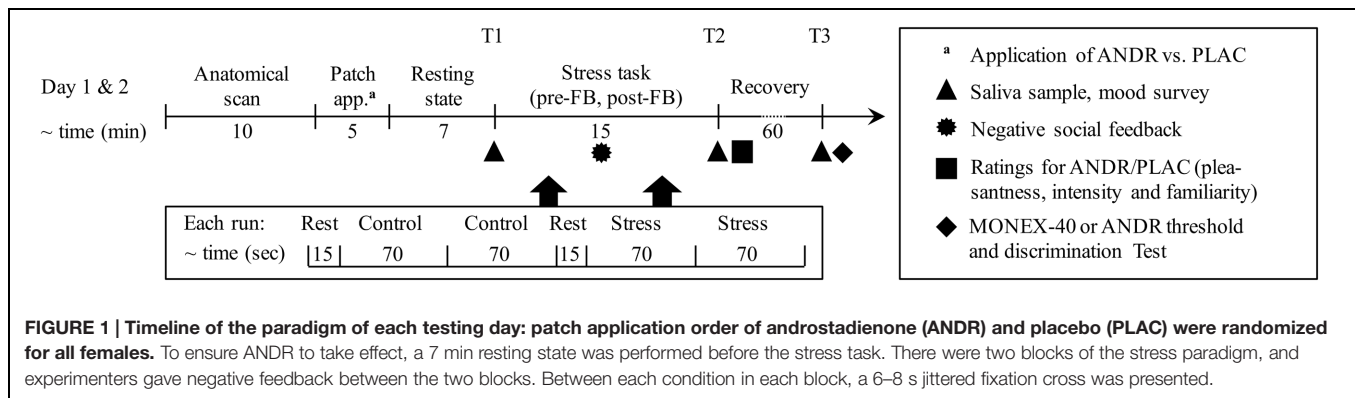 T1 T2 T3
Day 1 & 2 Anatomical scan Patch app.ᵃ Resting state Stress task (pre-FB, post-FB) Recovery
~ time (min) 10 5 7 15 60
Each run: Rest Control Control Rest Stress Stress
~ time (sec) 15 70 70 15 70 70
ᵃ Application of ANDR vs. PLAC
Saliva sample, mood survey
Negative social feedback
Ratings for ANDR/PLAC (plea-
santness, intensity and familiarity)
MONEX-40 or ANDR threshold
and discrimination Test
FIGURE 1 | Timeline of the paradigm of each testing day: patch application order of androstadienone (ANDR) and placebo (PLAC) were randomized
for all females. To ensure ANDR to take effect, a 7 min resting state was performed before the stress task. There were two blocks of the stress paradigm, and
experimenters gave negative feedback between the two blocks. Between each condition in each block, a 6–8 s jittered fixation cross was presented.